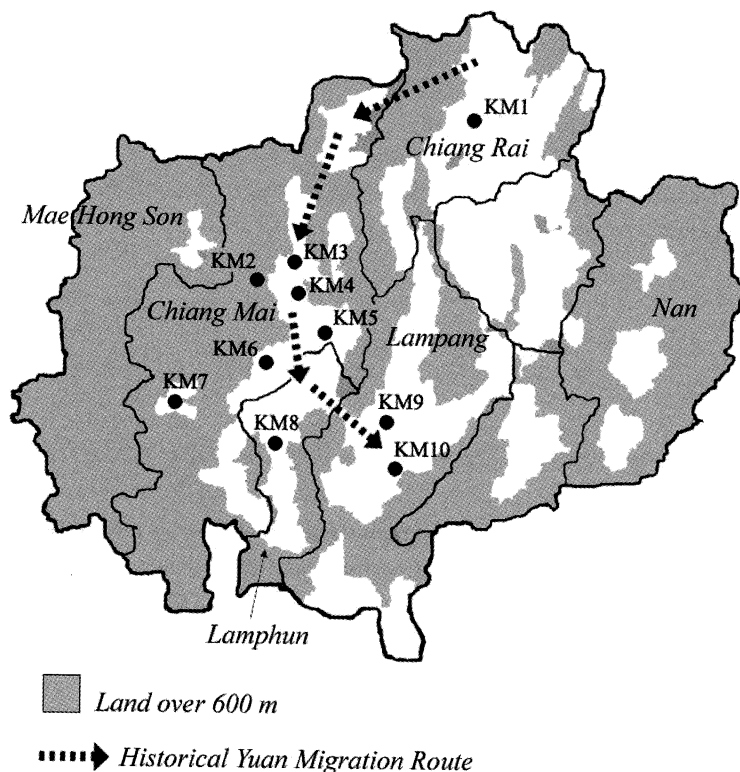 KM1
Chiang Rai
Mae Hong Son
KM3
KM2
KM4
Chiang Mai
Nan
KM5
Lampang
KM6
KM7
KM9
KM8
KM10
Lamphun
Land over 600 m
Historical Yuan Migration Route